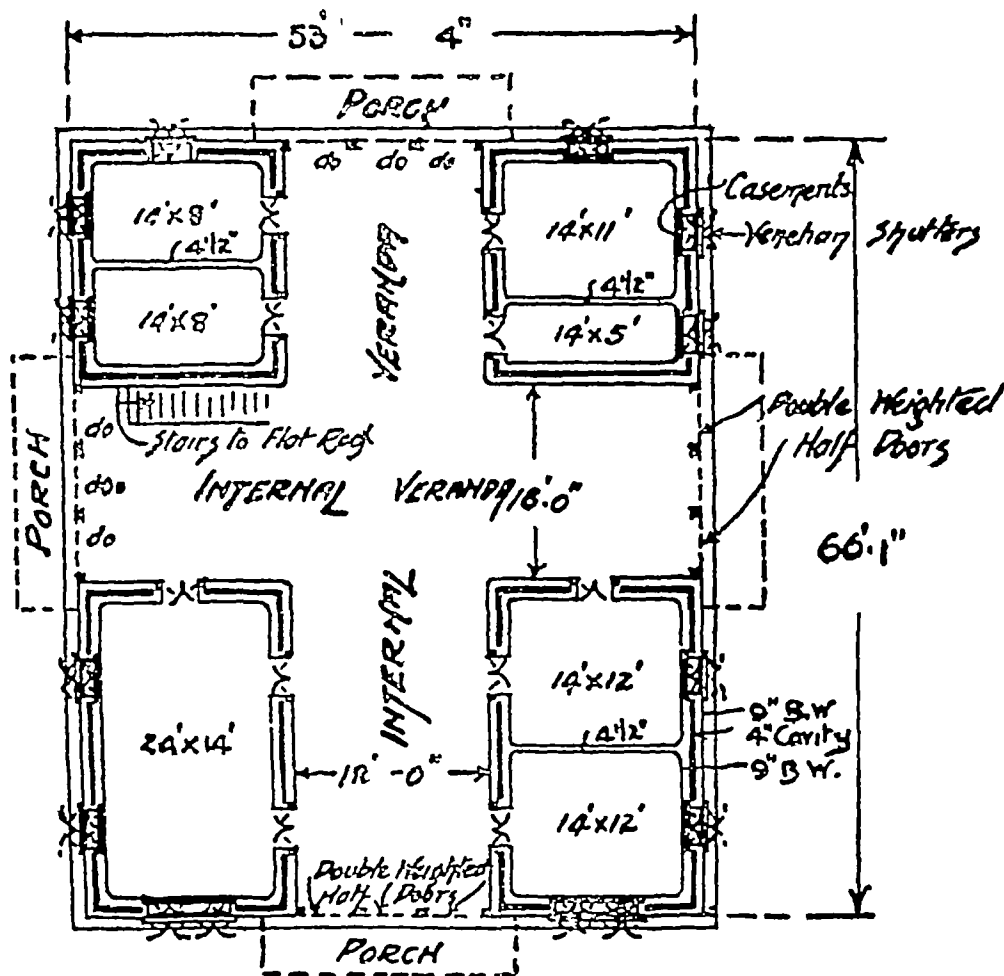 53' - 4"
PORCH
do do do
14'x8'
4½"
14'x8'
VERANDA
14'x11'
4½"
14'x5'
Casements
Venetian Shutters
Double Weighted
Half Doors
PORCH
do
do
do
Stairs to Flat Roof
INTERNAL VERANDA
18'-0"
66'-1"
INTERNAL
24'x14'
18'-0"
14'x12'
4½"
14'x12'
9" B.W
4" Cavity
9" B.W.
Double Weighted
Half Doors
PORCH